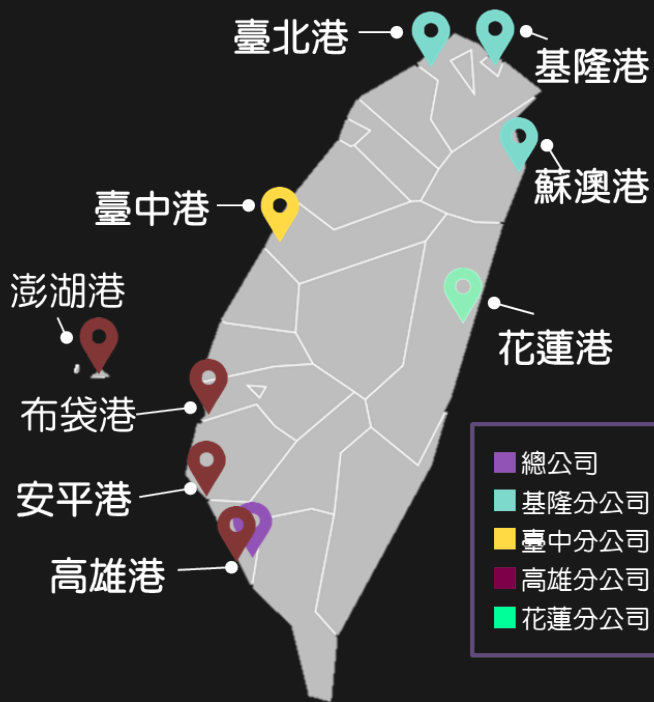 臺北港
基隆港
蘇澳港
臺中港
澎湖港
花蓮港
布袋港
安平港
高雄港
總公司
基隆分公司
臺中分公司
高雄分公司
花蓮分公司